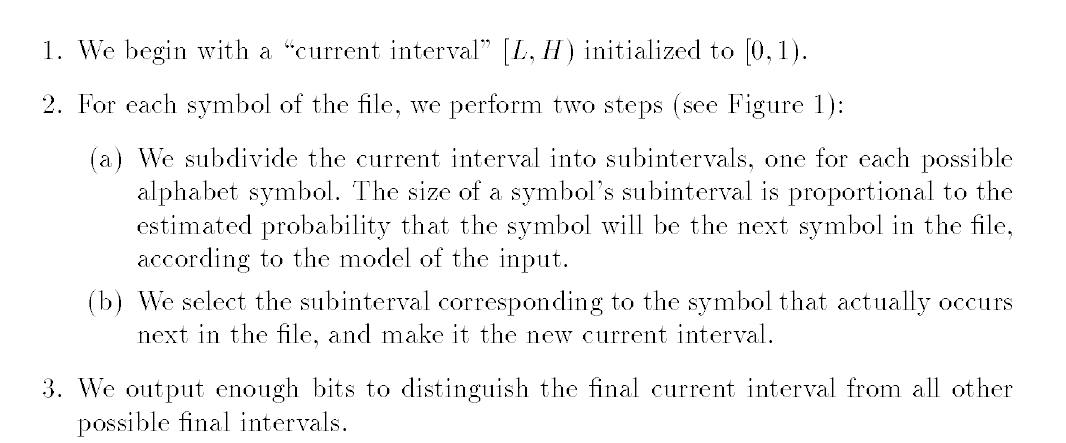 1. We begin with a “current interval” [L, H) initialized to [0, 1).
2. For each symbol of the file, we perform two steps (see Figure 1):
(a) We subdivide the current interval into subintervals, one for each possible
alphabet symbol. The size of a symbol’s subinterval is proportional to the
estimated probability that the symbol will be the next symbol in the file,
according to the model of the input.
(b) We select the subinterval corresponding to the symbol that actually occurs
next in the file, and make it the new current interval.
3. We output enough bits to distinguish the final current interval from all other
possible final intervals.